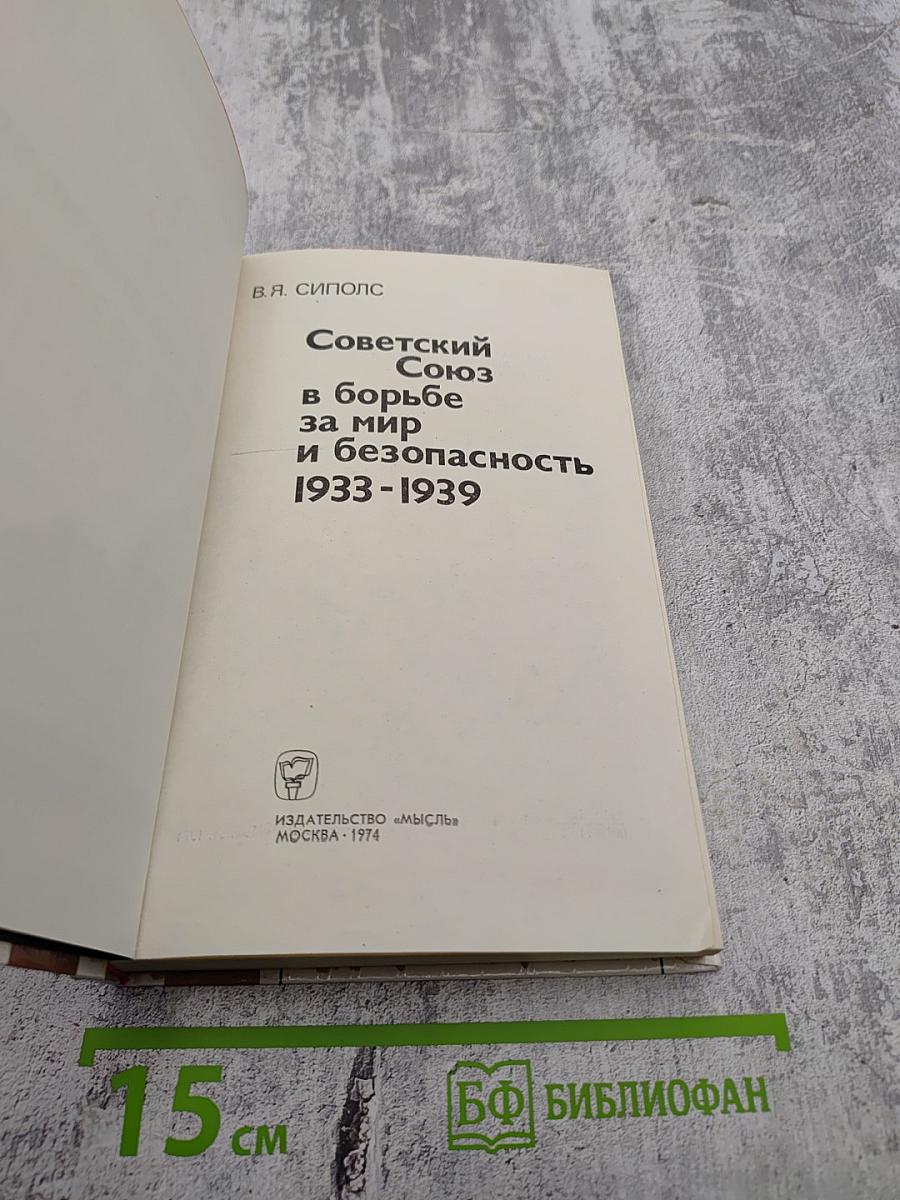 В. Я. СИПОЛС
Советский
Союз
в борьбе
за мир
и безопасность
1933-1939
ИЗДАТЕЛЬСТВО «МЫСЛЬ»
МОСКВА · 1974
15 см
БФ БИБЛИОФАН